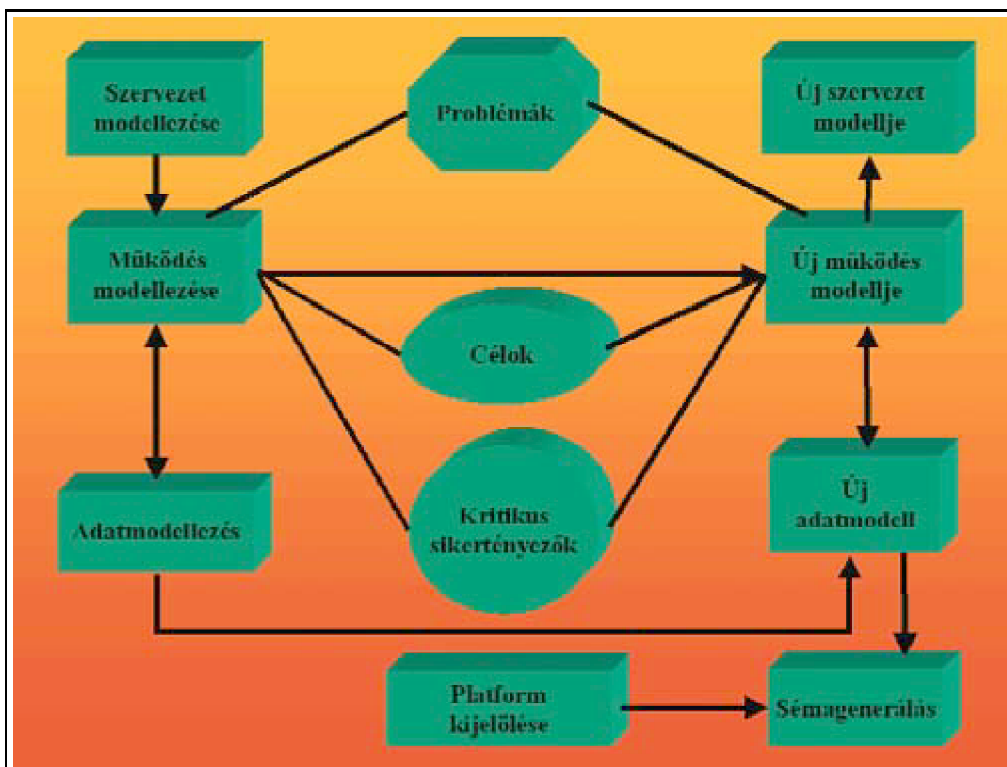 Szervezet
modellezése
Problémák
Új szervezet
modellje
Működés
modellezése
Új működés
modellje
Célok
Adatmodellezés
Kritikus
sikertényezők
Új
adatmodell
Platform
kijelölése
Sémagenerálás